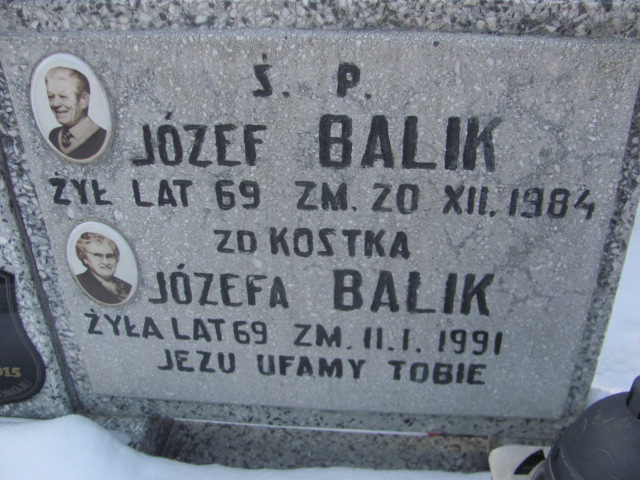 Ś. P.
JÓZEF BALIK
ŻYŁ LAT 69 ZM. 20 XII. 1984
ZD KOSTKA
JÓZEFA BALIK
ŻYŁA LAT 69 ZM. 11. 1. 1991
JEZU UFAMY TOBIE
015